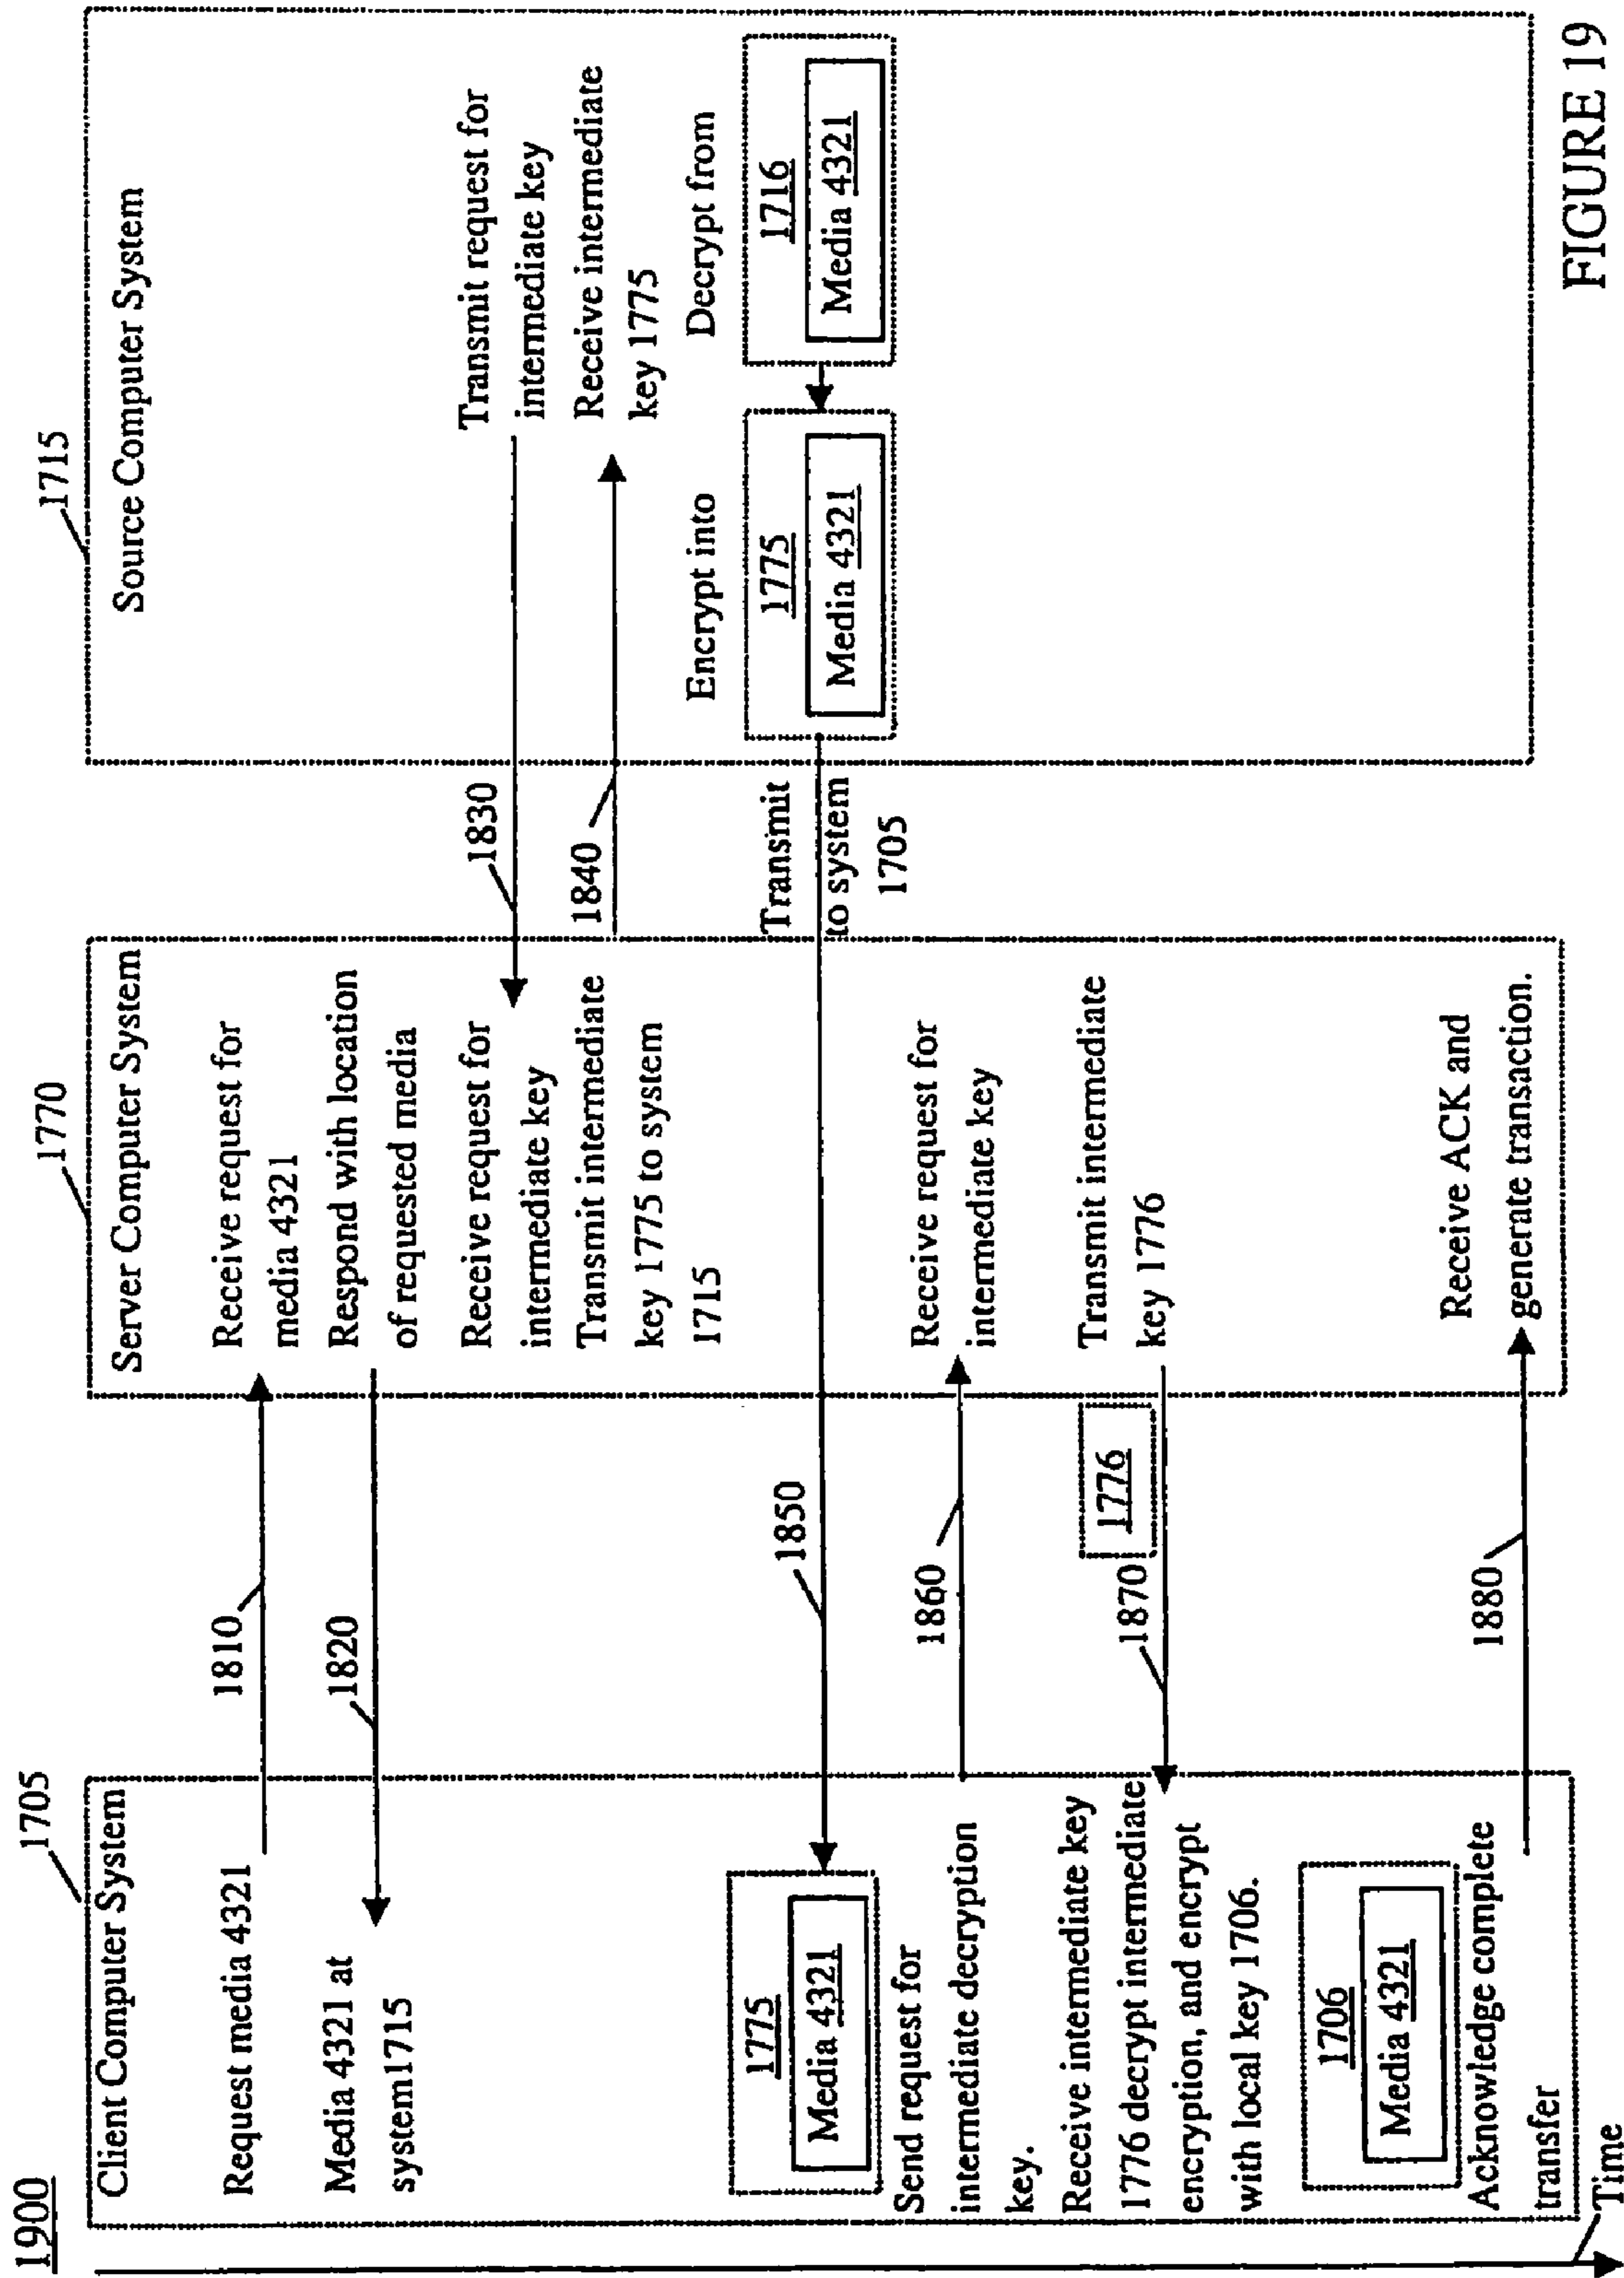 1900
1705
Client Computer System
Request media 4321
Media 4321 at
system1715
1775
Media 4321
Send request for
intermediate decryption
key.
Receive intermediate key
1776 decrypt intermediate
encryption, and encrypt
with local key 1706.
1706
Media 4321
Acknowledge complete
transfer
Time
1810
1820
1850
1860
1776
1870
1880
1770
Server Computer System
Receive request for
media 4321
Respond with location
of requested media
Receive request for
intermediate key
Transmit intermediate
key 1775 to system
1715
Receive request for
intermediate key
Transmit intermediate
key 1776
Receive ACK and
generate transaction.
1830
1840
Transmit
to system
1705
1715
Source Computer System
Transmit request for
intermediate key
Receive intermediate
key 1775
Encrypt into
1775
Media 4321
Decrypt from
1716
Media 4321
FIGURE 19